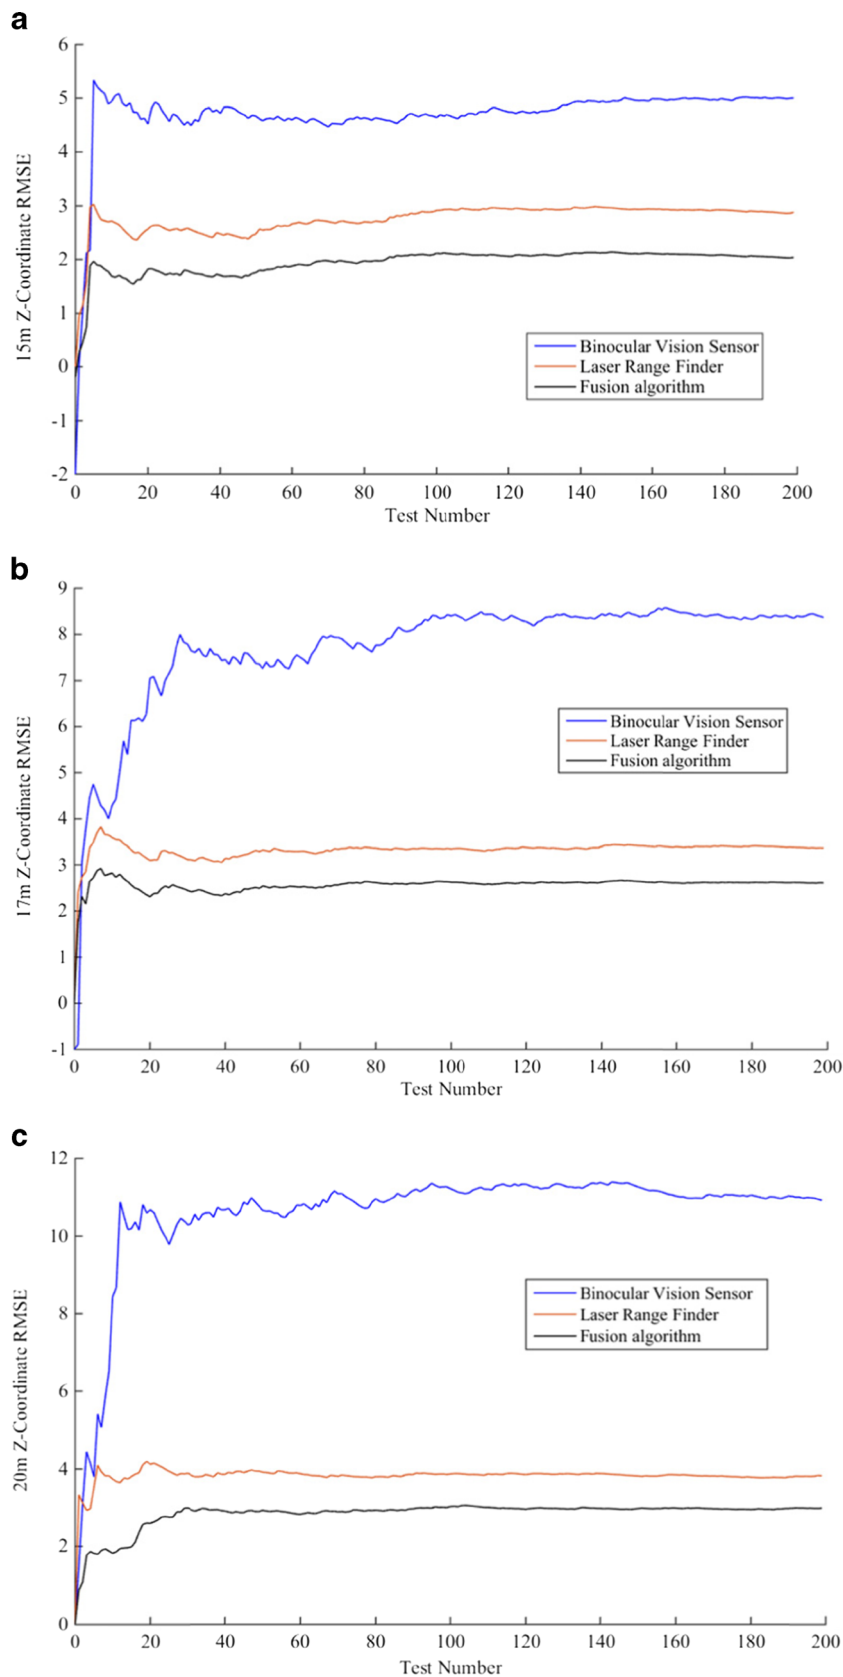 a
6
5
4
3
2
1
0
-1
-2
15m Z-Coordinate RMSE
Binocular Vision Sensor
Laser Range Finder
Fusion algorithm
0 20 40 60 80 100 120 140 160 180 200
Test Number
b
9
8
7
6
5
4
3
2
1
0
-1
17m Z-Coordinate RMSE
Binocular Vision Sensor
Laser Range Finder
Fusion algorithm
0 20 40 60 80 100 120 140 160 180 200
Test Number
c
12
10
8
6
4
2
0
20m Z-Coordinate RMSE
Binocular Vision Sensor
Laser Range Finder
Fusion algorithm
0 20 40 60 80 100 120 140 160 180 200
Test Number